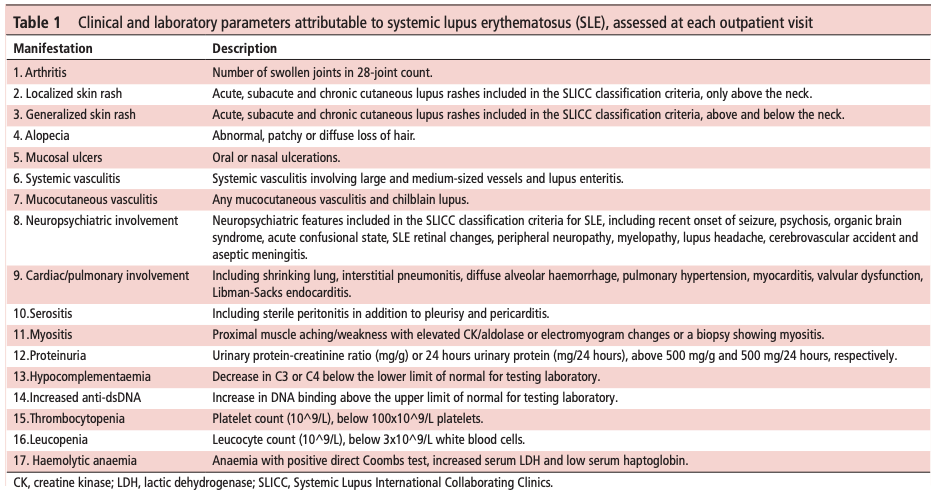 Table 1 Clinical and laboratory parameters attributable to systemic lupus erythematosus (SLE), assessed at each outpatient visit
Manifestation Description
1. Arthritis Number of swollen joints in 28-joint count.
2. Localized skin rash Acute, subacute and chronic cutaneous lupus rashes included in the SLICC classification criteria, only above the neck.
3. Generalized skin rash Acute, subacute and chronic cutaneous lupus rashes included in the SLICC classification criteria, above and below the neck.
4. Alopecia Abnormal, patchy or diffuse loss of hair.
5. Mucosal ulcers Oral or nasal ulcerations.
6. Systemic vasculitis Systemic vasculitis involving large and medium-sized vessels and lupus enteritis.
7. Mucocutaneous vasculitis Any mucocutaneous vasculitis and chilblain lupus.
8. Neuropsychiatric involvement Neuropsychiatric features included in the SLICC classification criteria for SLE, including recent onset of seizure, psychosis, organic brain
syndrome, acute confusional state, SLE retinal changes, peripheral neuropathy, myelopathy, lupus headache, cerebrovascular accident and
aseptic meningitis.
9. Cardiac/pulmonary involvement Including shrinking lung, interstitial pneumonitis, diffuse alveolar haemorrhage, pulmonary hypertension, myocarditis, valvular dysfunction,
Libman-Sacks endocarditis.
10.Serositis Including sterile peritonitis in addition to pleurisy and pericarditis.
11.Myositis Proximal muscle aching/weakness with elevated CK/aldolase or electromyogram changes or a biopsy showing myositis.
12.Proteinuria Urinary protein-creatinine ratio (mg/g) or 24 hours urinary protein (mg/24 hours), above 500 mg/g and 500 mg/24 hours, respectively.
13.Hypocomplementaemia Decrease in C3 or C4 below the lower limit of normal for testing laboratory.
14.Increased anti-dsDNA Increase in DNA binding above the upper limit of normal for testing laboratory.
15.Thrombocytopenia Platelet count (10^9/L), below 100x10^9/L platelets.
16.Leucopenia Leucocyte count (10^9/L), below 3x10^9/L white blood cells.
17. Haemolytic anaemia Anaemia with positive direct Coombs test, increased serum LDH and low serum haptoglobin.
CK, creatine kinase; LDH, lactic dehydrogenase; SLICC, Systemic Lupus International Collaborating Clinics.